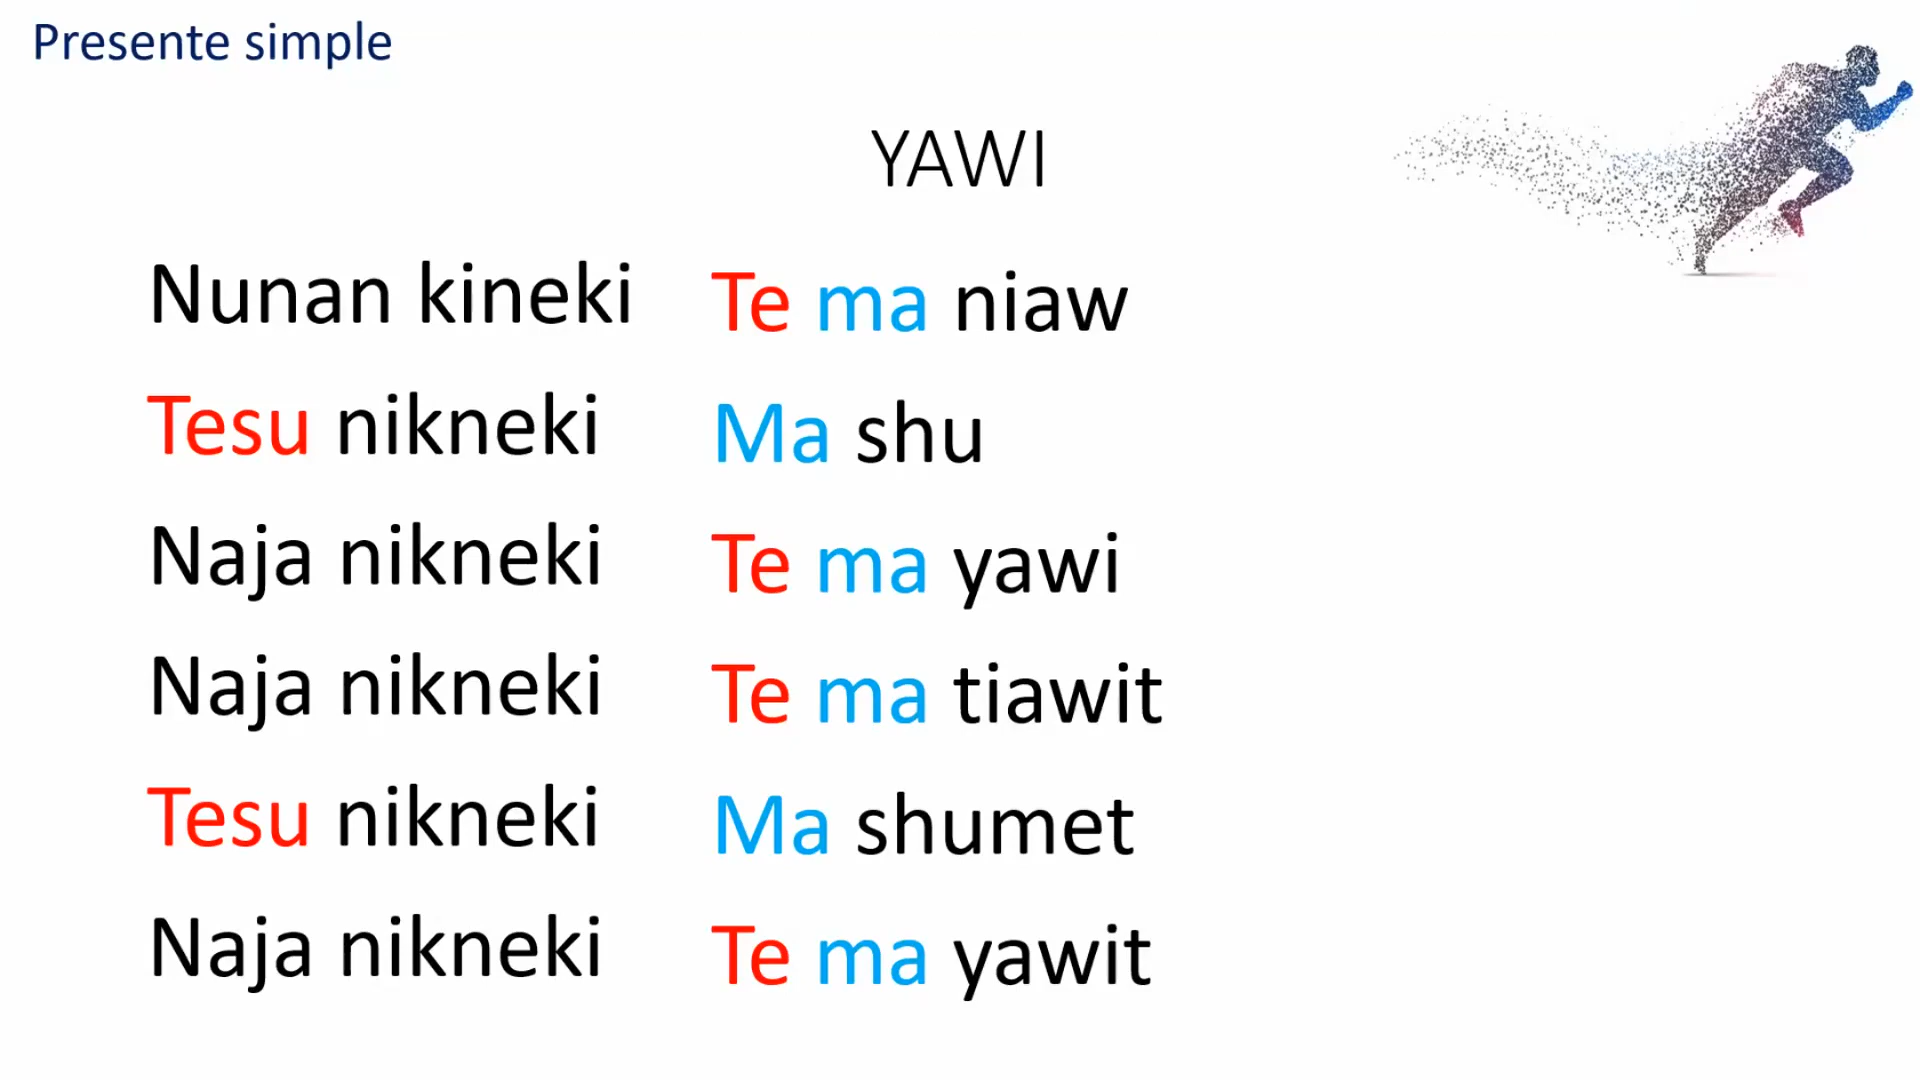 Presente simple
YAWI
Nunan kineki Te ma niaw
Tesu nikneki Ma shu
Naja nikneki Te ma yawi
Naja nikneki Te ma tiawit
Tesu nikneki Ma shumet
Naja nikneki Te ma yawit